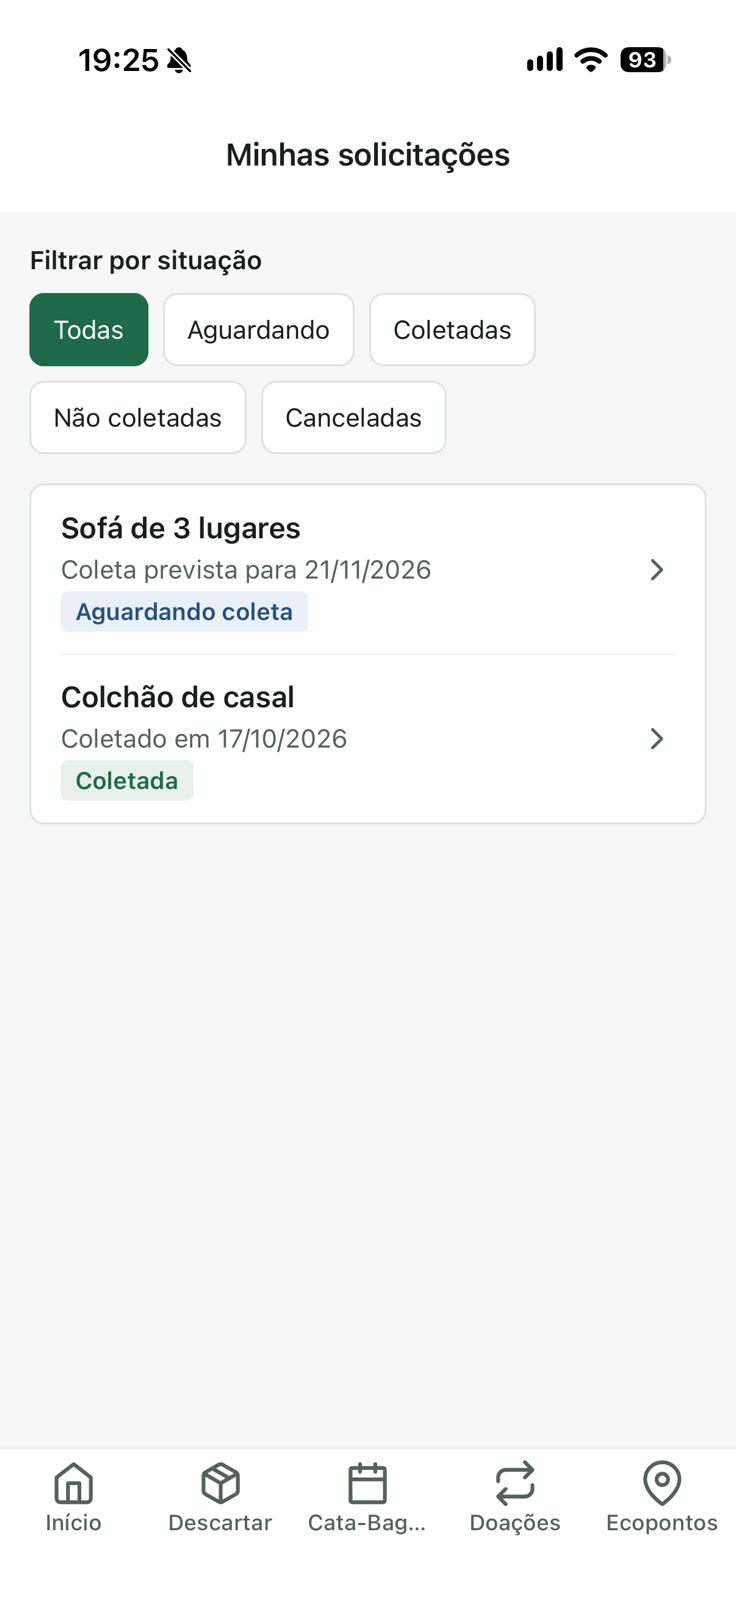 19:25
93
Minhas solicitações
Filtrar por situação
Todas
Aguardando
Coletadas
Não coletadas
Canceladas
Sofá de 3 lugares
Coleta prevista para 21/11/2026
Aguardando coleta
Colchão de casal
Coletado em 17/10/2026
Coletada
Início
Descartar
Cata-Bag...
Doações
Ecopontos